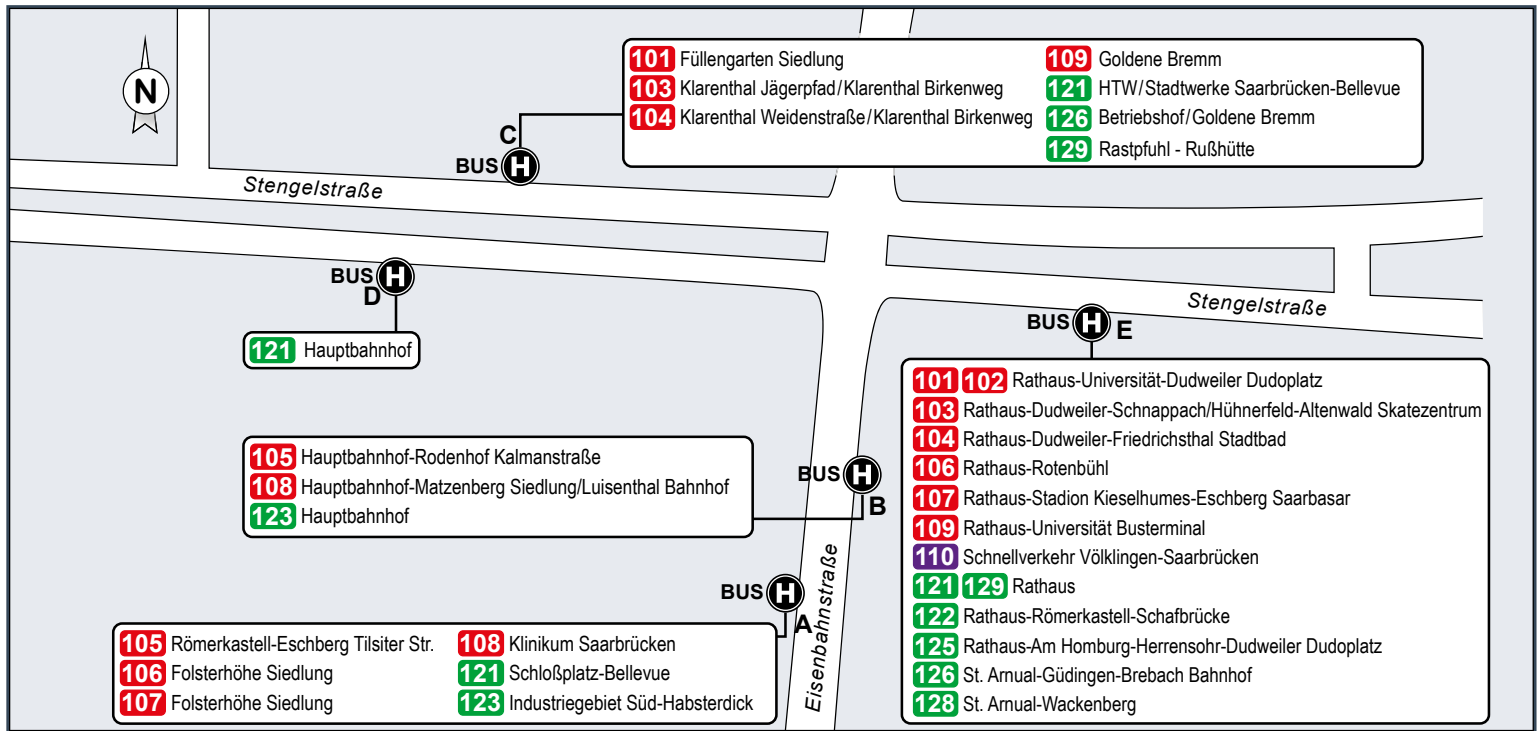 N
C
BUS H
101 Füllengarten Siedlung
103 Klarenthal Jägerpfad/Klarenthal Birkenweg
104 Klarenthal Weidenstraße/Klarenthal Birkenweg
109 Goldene Bremm
121 HTW/Stadtwerke Saarbrücken-Bellevue
126 Betriebshof/Goldene Bremm
129 Rastpfuhl - Rußhütte
Stengelstraße
BUS H
D
121 Hauptbahnhof
Stengelstraße
BUS H
E
101 102 Rathaus-Universität-Dudweiler Dudoplatz
103 Rathaus-Dudweiler-Schnappach/Hühnerfeld-Altenwald Skatezentrum
104 Rathaus-Dudweiler-Friedrichsthal Stadtbad
106 Rathaus-Rotenbühl
107 Rathaus-Stadion Kieselhumes-Eschberg Saarbasar
109 Rathaus-Universität Busterminal
110 Schnellverkehr Völklingen-Saarbrücken
121 129 Rathaus
122 Rathaus-Römerkastell-Schafbrücke
125 Rathaus-Am Homburg-Herrensohr-Dudweiler Dudoplatz
126 St. Arnual-Güdingen-Brebach Bahnhof
128 St. Arnual-Wackenberg
105 Hauptbahnhof-Rodenhof Kalmanstraße
108 Hauptbahnhof-Matzenberg Siedlung/Luisenthal Bahnhof
123 Hauptbahnhof
BUS H
B
Eisenbahnstraße
BUS H
A
105 Römerkastell-Eschberg Tilsiter Str.
106 Folsterhöhe Siedlung
107 Folsterhöhe Siedlung
108 Klinikum Saarbrücken
121 Schloßplatz-Bellevue
123 Industriegebiet Süd-Habsterdick